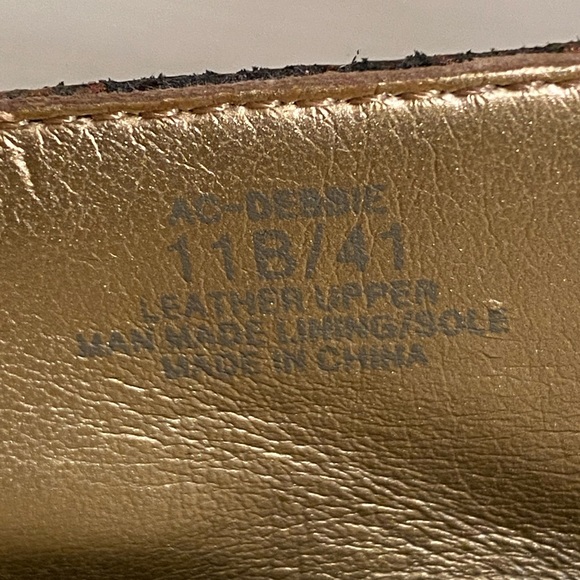 AC-DEBBIE
11B/41
LEATHER UPPER
MAN MADE LINING/SOLE
MADE IN CHINA